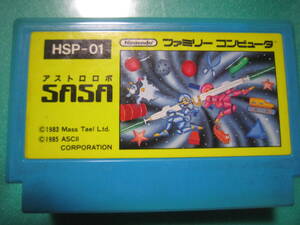 HSP-01
Nintendo
ファミリー コンピュータ
アストロロボ
SASA
©1983 Mass Tael Ltd.
©1985 ASCII
CORPORATION